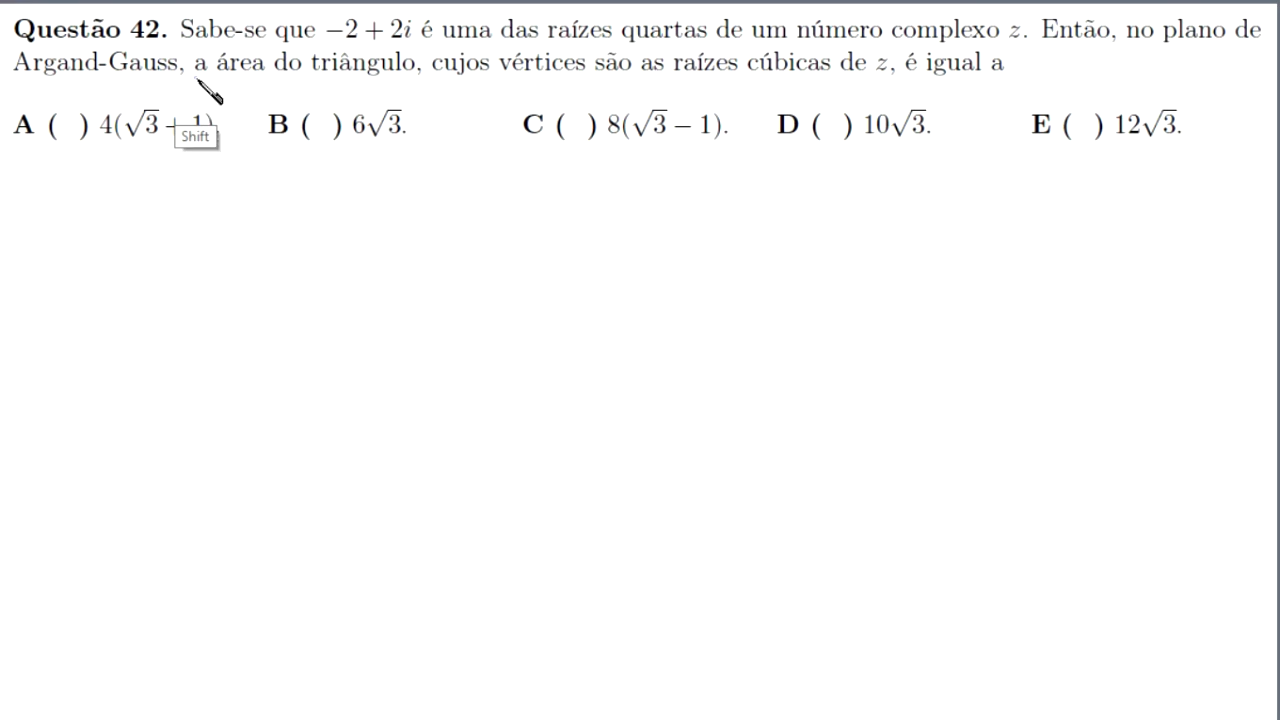 Questão 42. Sabe-se que −2 + 2i é uma das raízes quartas de um número complexo z. Então, no plano de
Argand-Gauss, a área do triângulo, cujos vértices são as raízes cúbicas de z, é igual a
A ( ) 4(√3 + 1). B ( ) 6√3. C ( ) 8(√3 − 1). D ( ) 10√3. E ( ) 12√3.
Shift